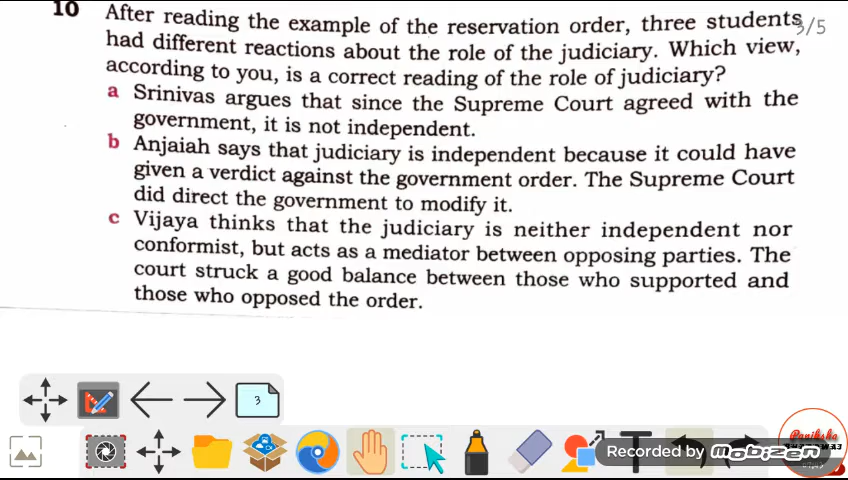 10 After reading the example of the reservation order, three students
3/5
had different reactions about the role of the judiciary. Which view,
according to you, is a correct reading of the role of judiciary?
a Srinivas argues that since the Supreme Court agreed with the
government, it is not independent.
b Anjaiah says that judiciary is independent because it could have
given a verdict against the government order. The Supreme Court
did direct the government to modify it.
c Vijaya thinks that the judiciary is neither independent nor
conformist, but acts as a mediator between opposing parties. The
court struck a good balance between those who supported and
those who opposed the order.
3
T
Recorded by Mobizen